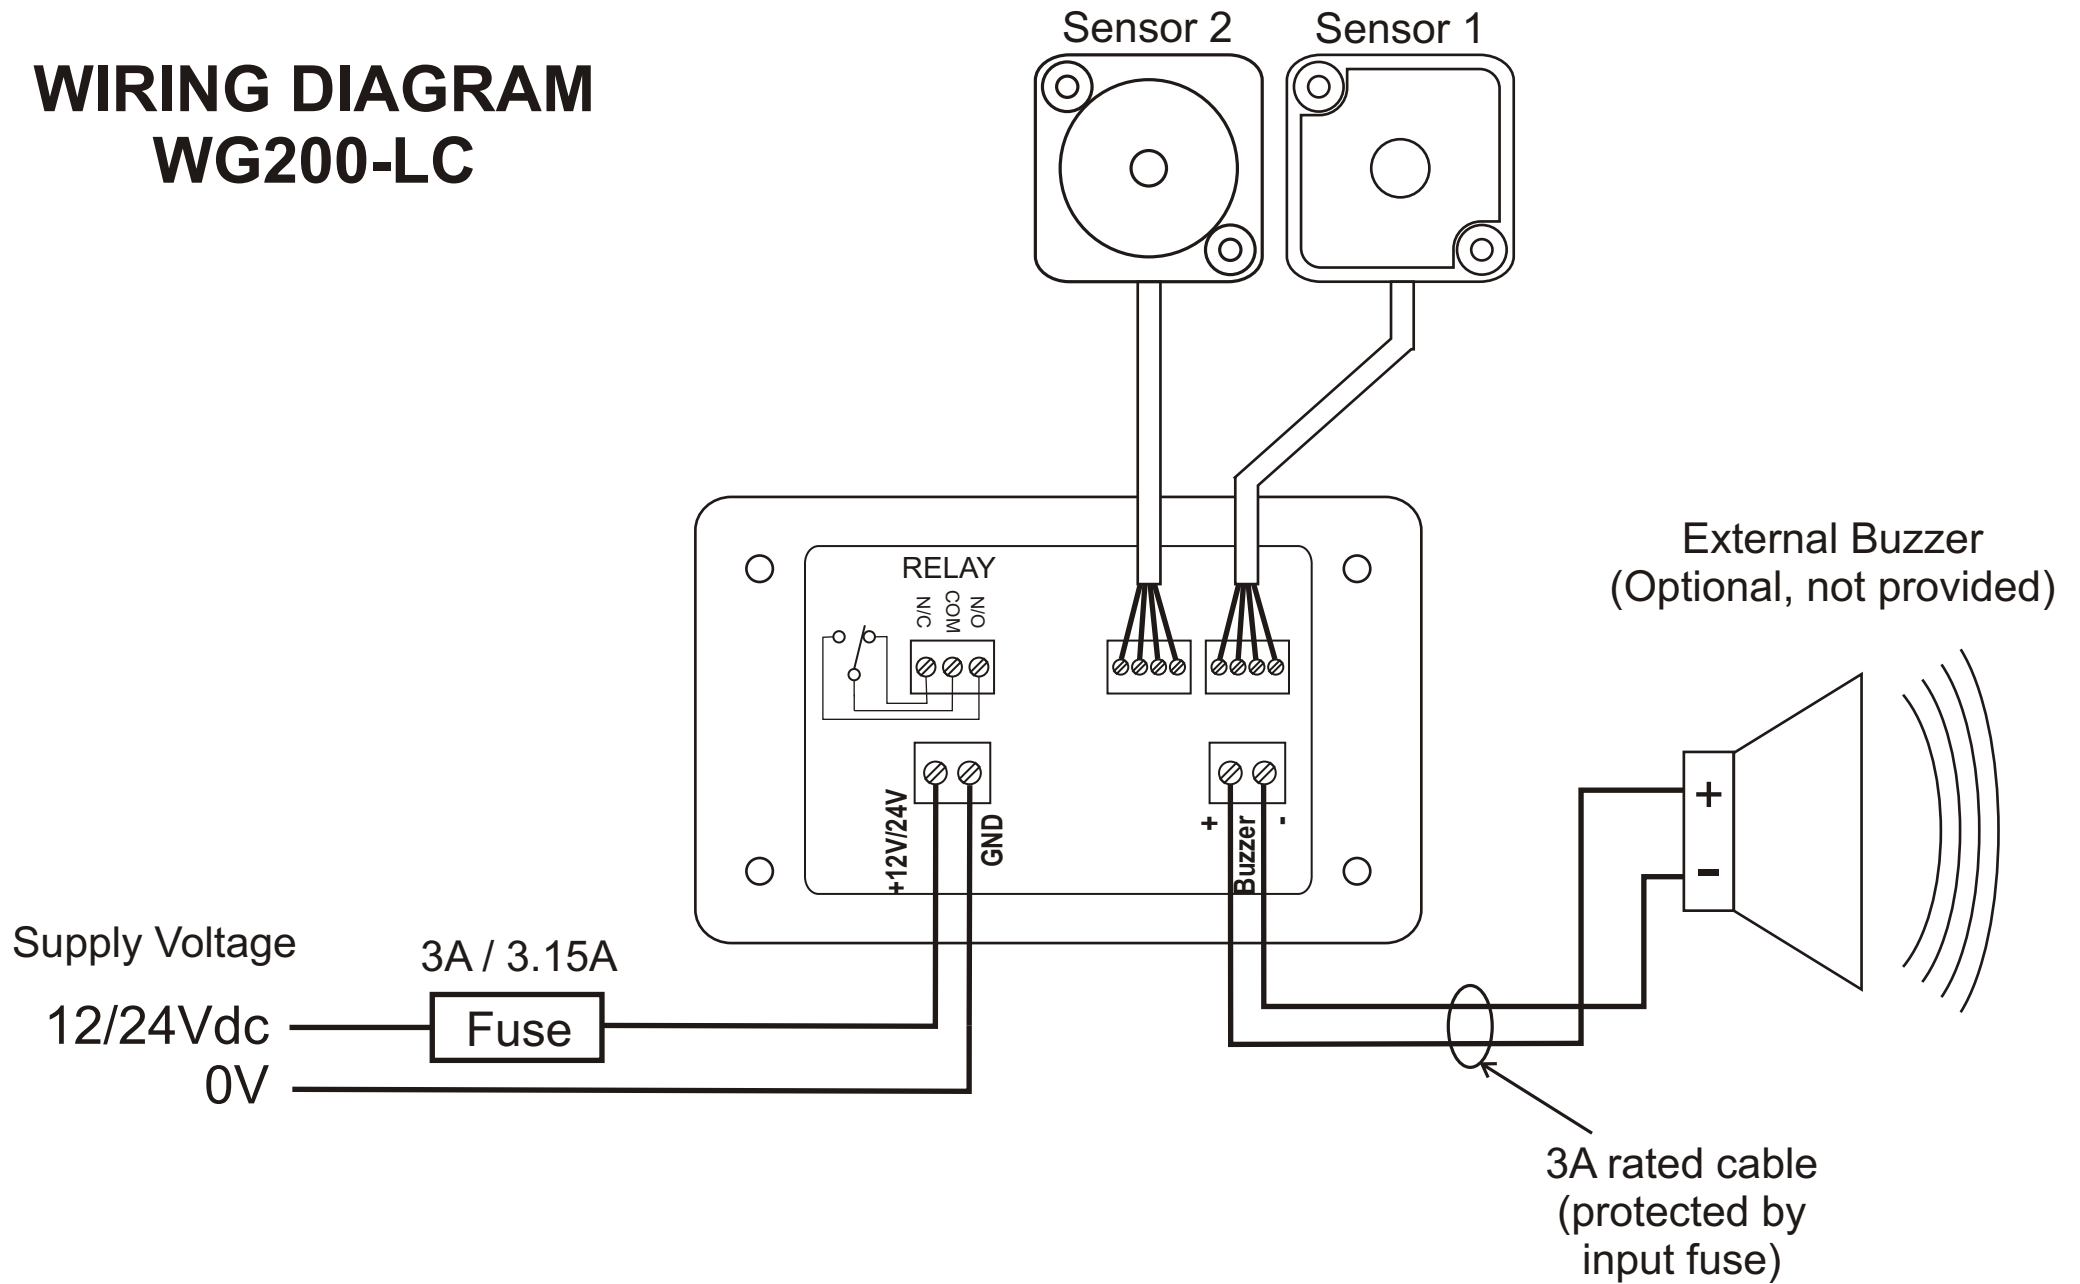 WIRING DIAGRAM
WG200-LC
Sensor 2
Sensor 1
RELAY
N/C
COM
N/O
+12V/24V
GND
+
Buzzer
-
External Buzzer
(Optional, not provided)
+
-
Supply Voltage
12/24Vdc
0V
3A / 3.15A
Fuse
3A rated cable
(protected by
input fuse)